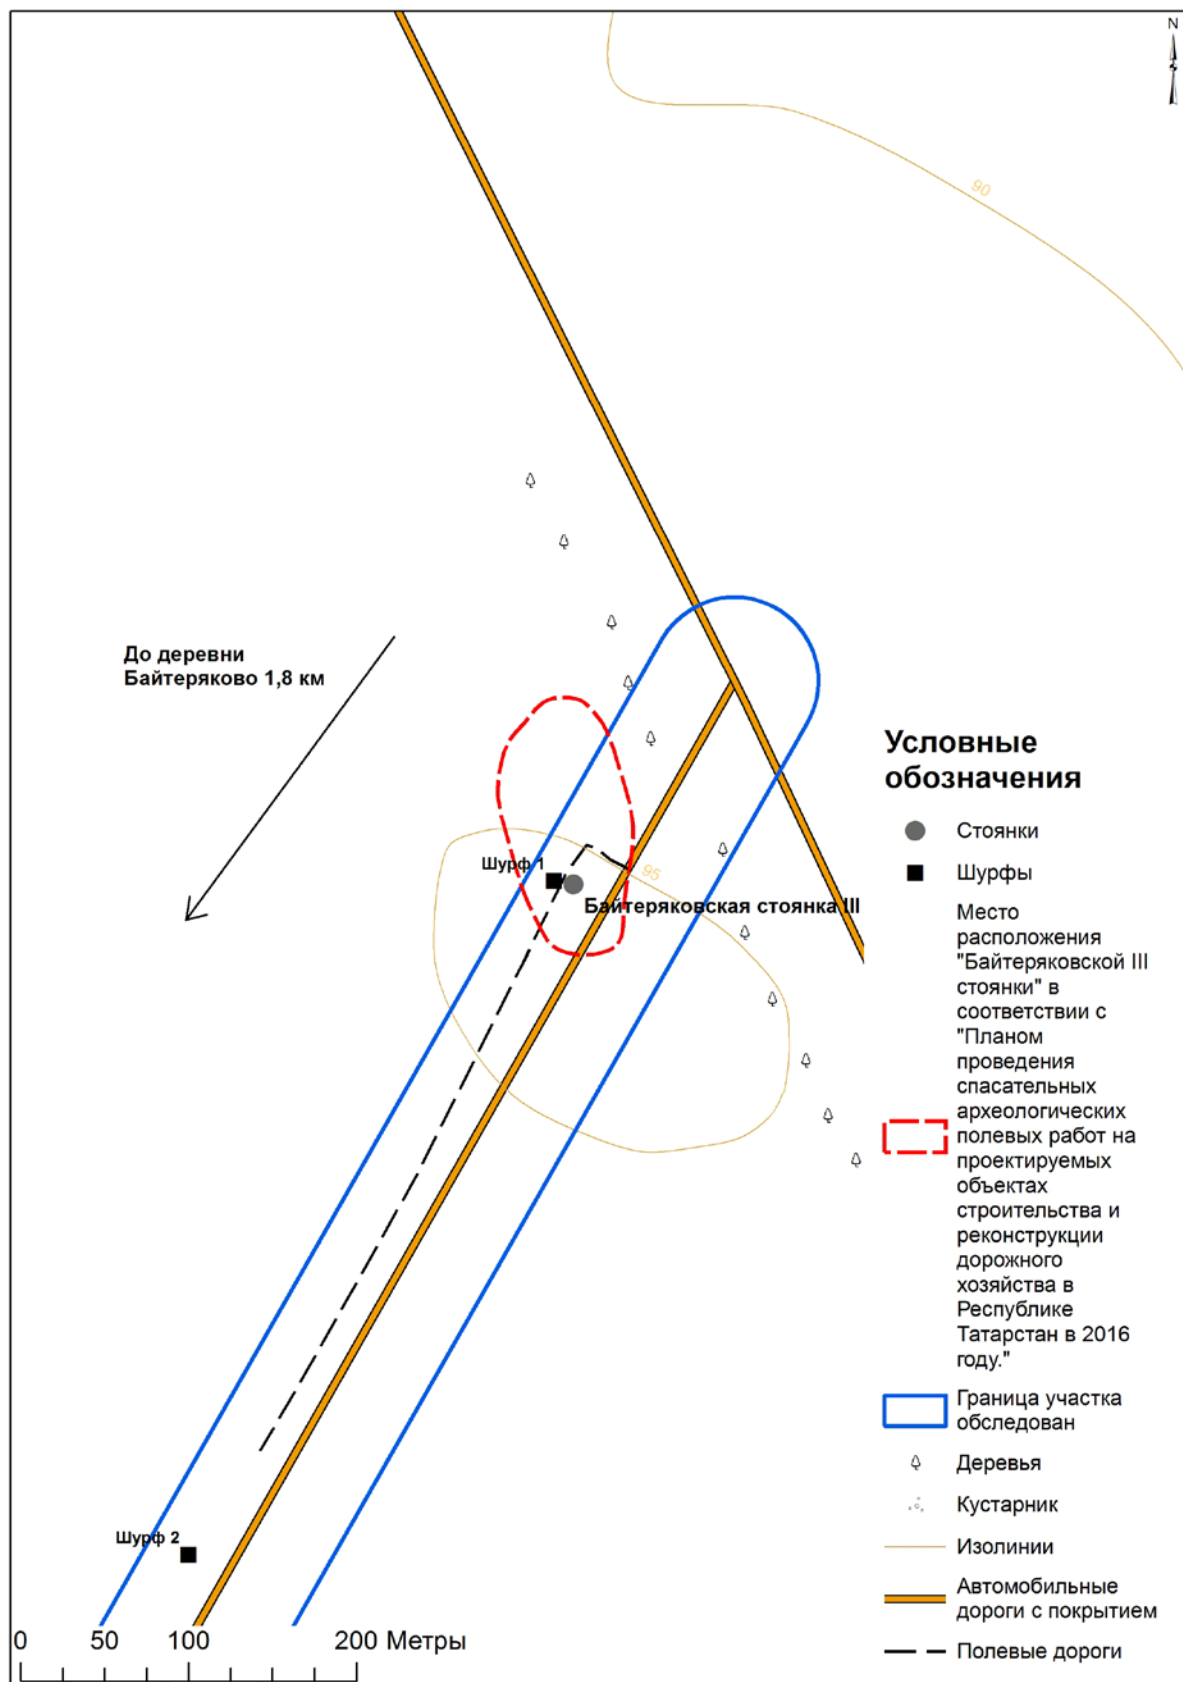 N
90
До деревни
Байтеряково 1,8 км
Шурф 1
95
Байтеряковская стоянка III
Шурф 2
0 50 100 200 Метры
Условные
обозначения
Стоянки
Шурфы
Место
расположения
"Байтеряковской III
стоянки" в
соответствии с
"Планом
проведения
спасательных
археологических
полевых работ на
проектируемых
объектах
строительства и
реконструкции
дорожного
хозяйства в
Республике
Татарстан в 2016
году."
Граница участка
обследован
Деревья
Кустарник
Изолинии
Автомобильные
дороги с покрытием
Полевые дороги